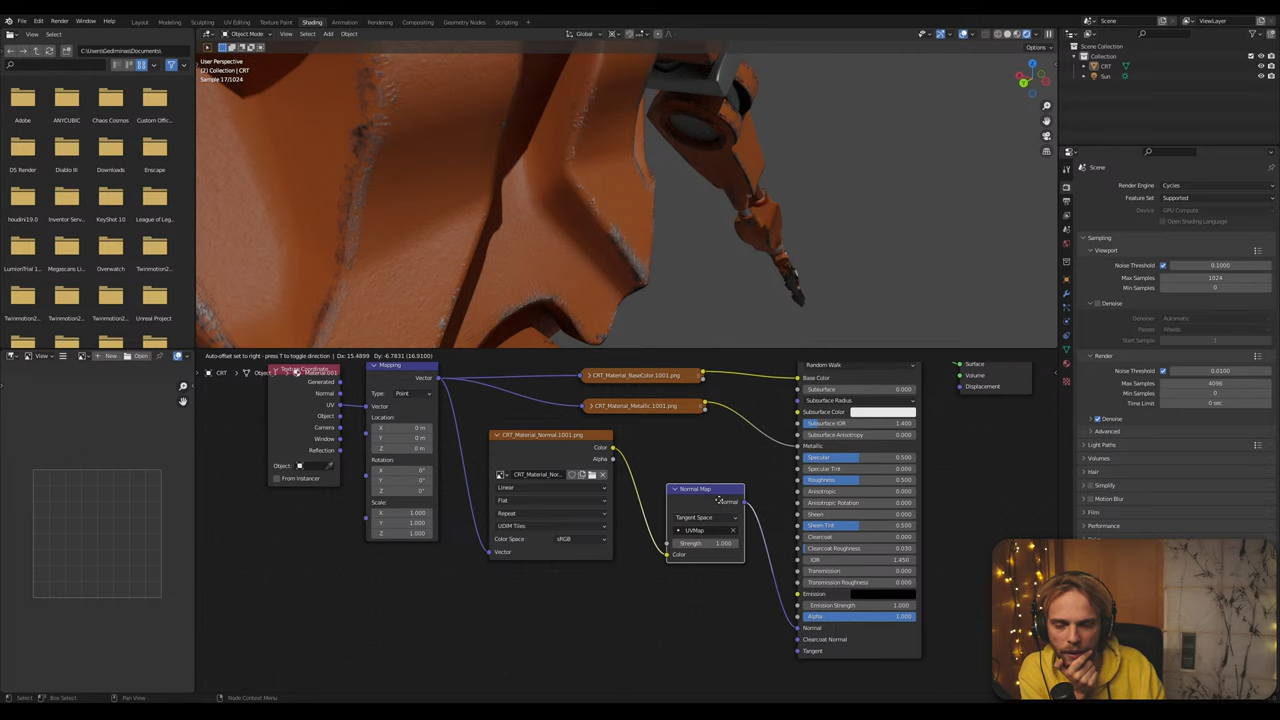 File Edit Render Window Help Layout Modeling Sculpting UV Editing Texture Paint Shading Animation Rendering Compositing Geometry Nodes Scripting + Scene ViewLayer
View Select Object Mode View Select Add Object Global
C:\Users\Gediminas\Documents\
Options
User Perspective
(2) Collection | CRT
Sample 17/1024
Adobe ANYCUBIC Chaos Cosmos Custom Offic...
D5 Render Diablo III Downloads Enscape
houdini19.0 Inventor Serv... KeyShot 10 League of Leg...
LumionTrial 1... Megascans Li... Overwatch Twinmotion2...
Twinmotion2... Twinmotion2... Twinmotion2... Unreal Project
Scene Collection
Collection
CRT
Sun
Scene
Render Engine Cycles
Feature Set Supported
Device GPU Compute
Open Shading Language
Sampling
Viewport
Noise Threshold 0.1000
Max Samples 1024
Min Samples 0
Denoise
Denoiser Automatic
Passes Albedo
Start Sample 1
Render
Noise Threshold 0.0100
Max Samples 4096
Min Samples 0
Time Limit 0 sec
Denoise
Advanced
Light Paths
Volumes
Hair
Simplify
Motion Blur
Film
Performance
View New Open
Auto-offset set to right - press T to toggle direction | Dx: 15.4899 Dy: -6.7831 (16.9100)
CRT Material.001
Texture Coordinate
Generated
Normal
UV
Object
Camera
Window
Reflection
Object:
From Instancer
Mapping
Vector
Type: Point
Vector
Location:
X 0 m
Y 0 m
Z 0 m
Rotation:
X 0°
Y 0°
Z 0°
Scale:
X 1.000
Y 1.000
Z 1.000
CRT_Material_BaseColor.1001.png
CRT_Material_Metallic.1001.png
CRT_Material_Normal.1001.png
Color
Alpha
CRT_Material_Nor...
Linear
Flat
Repeat
UDIM Tiles
Color Space sRGB
Vector
Normal Map
Normal
Tangent Space
UVMap
Strength 1.000
Color
Random Walk
Base Color
Subsurface 0.000
Subsurface Radius
Subsurface Color
Subsurface IOR 1.400
Subsurface Anisotropy 0.000
Metallic
Specular 0.500
Specular Tint 0.000
Roughness 0.500
Anisotropic 0.000
Anisotropic Rotation 0.000
Sheen 0.000
Sheen Tint 0.500
Clearcoat 0.000
Clearcoat Roughness 0.030
IOR 1.450
Transmission 0.000
Transmission Roughness 0.000
Emission
Emission Strength 1.000
Alpha 1.000
Normal
Clearcoat Normal
Tangent
Surface
Volume
Displacement
Select Box Select Pan View Node Context Menu